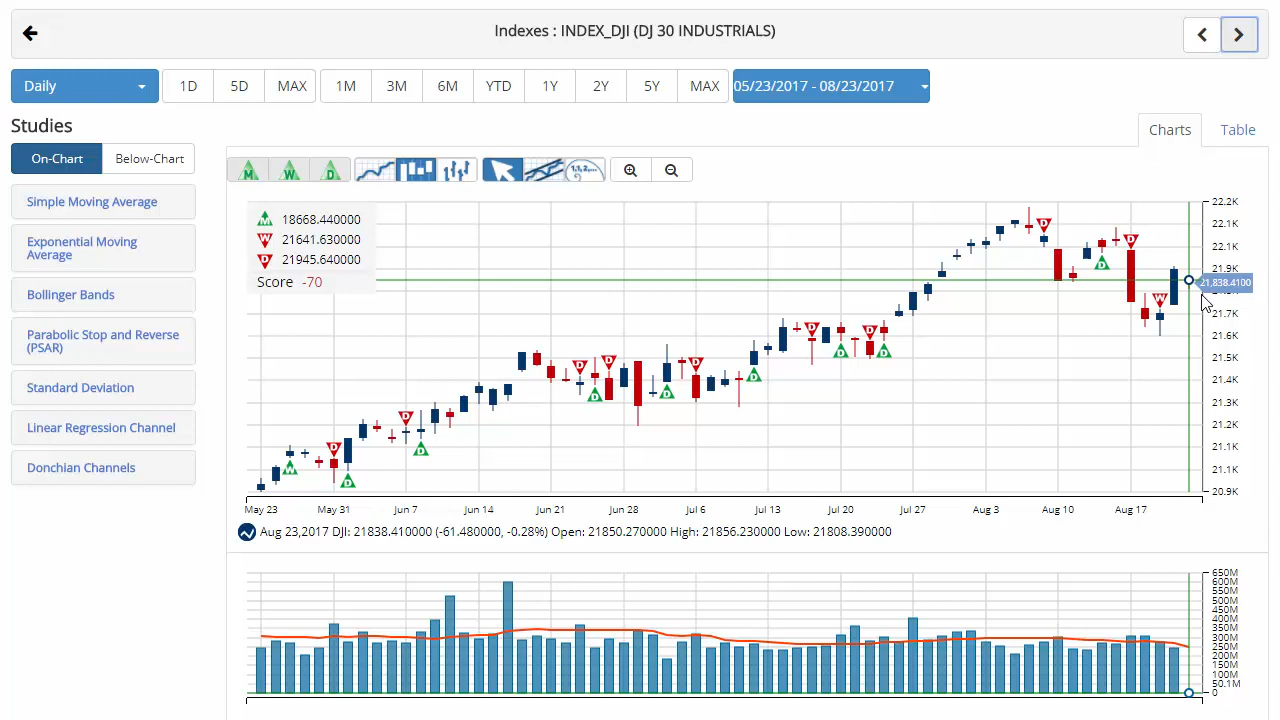 Indexes : INDEX_DJI (DJ 30 INDUSTRIALS)
Daily 1D 5D MAX 1M 3M 6M YTD 1Y 2Y 5Y MAX 05/23/2017 - 08/23/2017
Studies
Charts Table
On-Chart Below-Chart
Simple Moving Average
Exponential Moving
Average
Bollinger Bands
Parabolic Stop and Reverse
(PSAR)
Standard Deviation
Linear Regression Channel
Donchian Channels
M W D
M 18668.440000
W 21641.630000
D 21945.640000
Score -70
22.2K
22.1K
22.1K
21.9K
21,838.4100
21.7K
21.6K
21.5K
21.4K
21.3K
21.2K
21.1K
21.1K
20.9K
May 23 May 31 Jun 7 Jun 14 Jun 21 Jun 28 Jul 6 Jul 13 Jul 20 Jul 27 Aug 3 Aug 10 Aug 17
Aug 23,2017 DJI: 21838.410000 (-61.480000, -0.28%) Open: 21850.270000 High: 21856.230000 Low: 21808.390000
650M
600M
550M
500M
450M
400M
350M
300M
250M
200M
150M
100M
50.1M
0